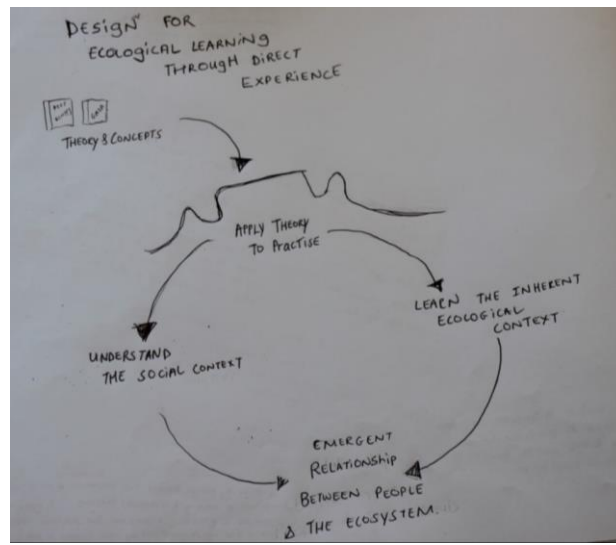 DESIGN FOR
ECOLOGICAL LEARNING
THROUGH DIRECT
EXPERIENCE
THEORY & CONCEPTS
APPLY THEORY
TO PRACTISE
LEARN THE INHERENT
ECOLOGICAL
CONTEXT
UNDERSTAND
THE SOCIAL CONTEXT
EMERGENT
RELATIONSHIP
BETWEEN PEOPLE
& THE ECOSYSTEM.